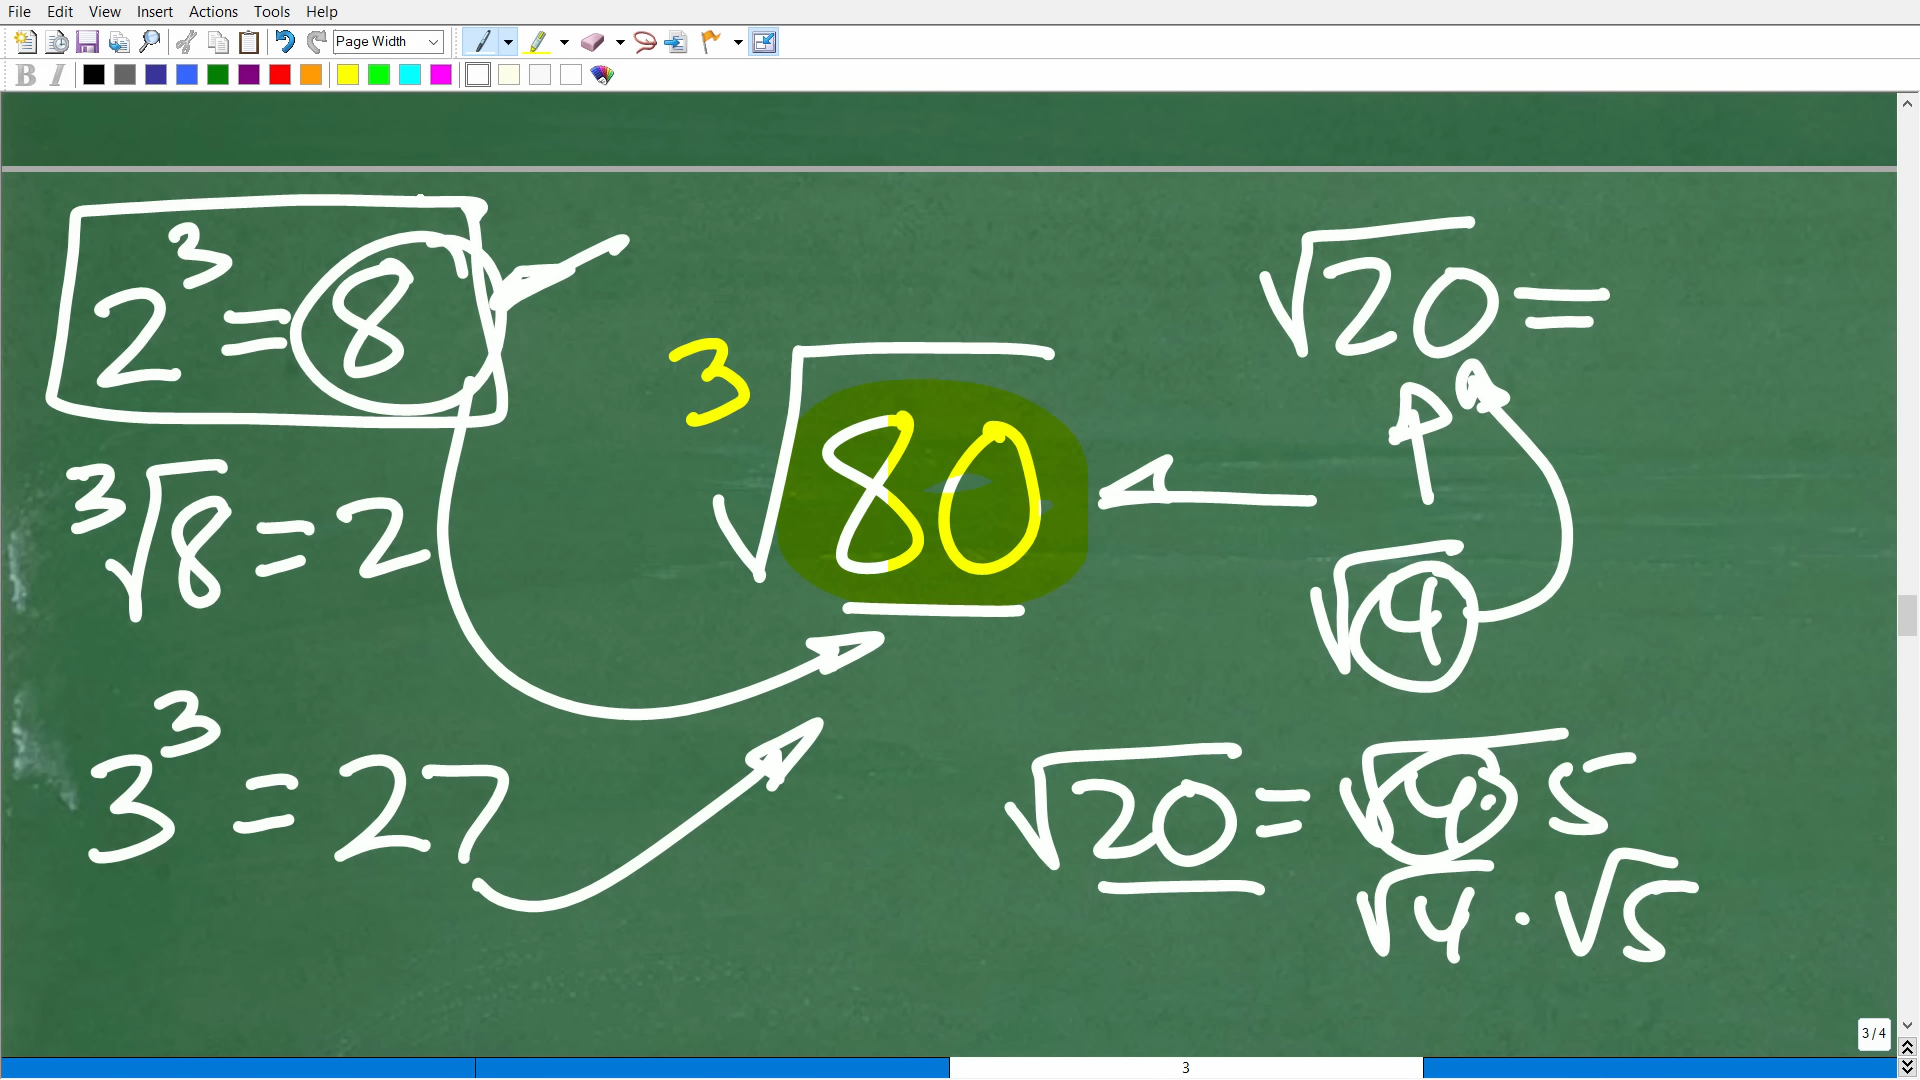 File Edit View Insert Actions Tools Help
Page Width
B I
2³ = 8
∛8 = 2
3³ = 27
∛80
√20 =
√4
√20 = √4 · 5
√4 · √5
3 / 4
3